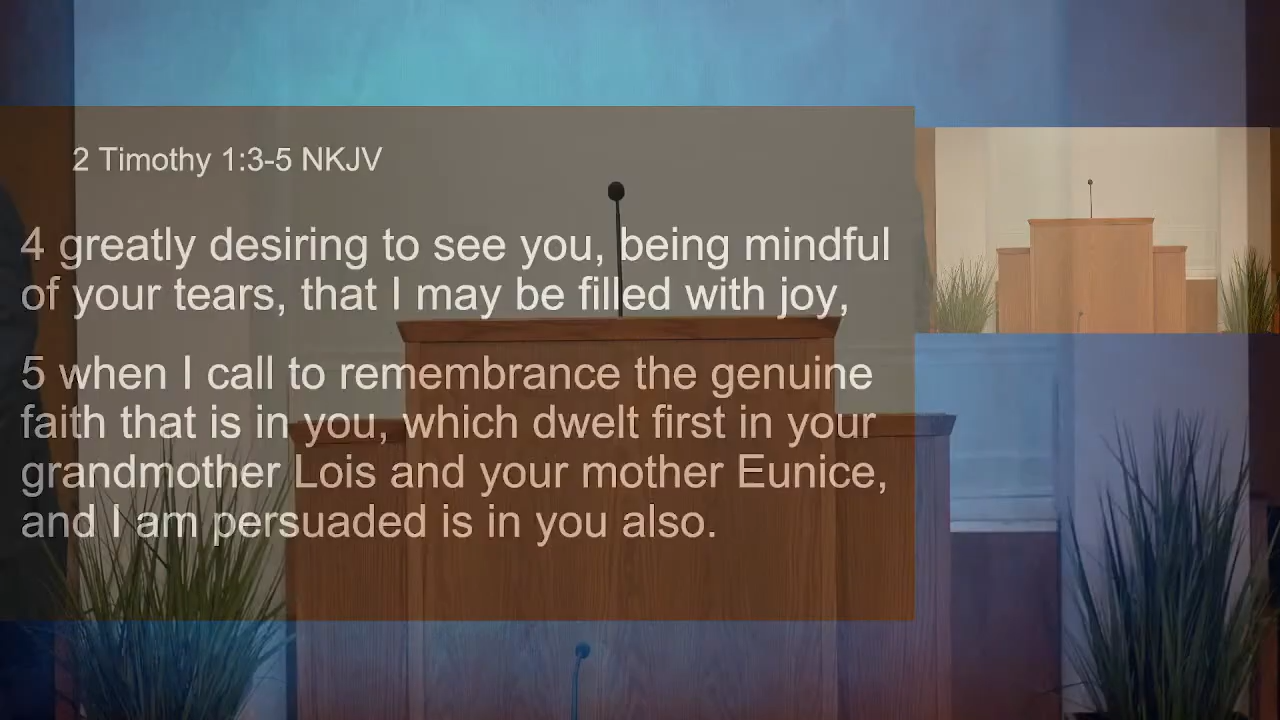 2 Timothy 1:3-5 NKJV
4 greatly desiring to see you, being mindful
of your tears, that I may be filled with joy,
5 when I call to remembrance the genuine
faith that is in you, which dwelt first in your
grandmother Lois and your mother Eunice,
and I am persuaded is in you also.